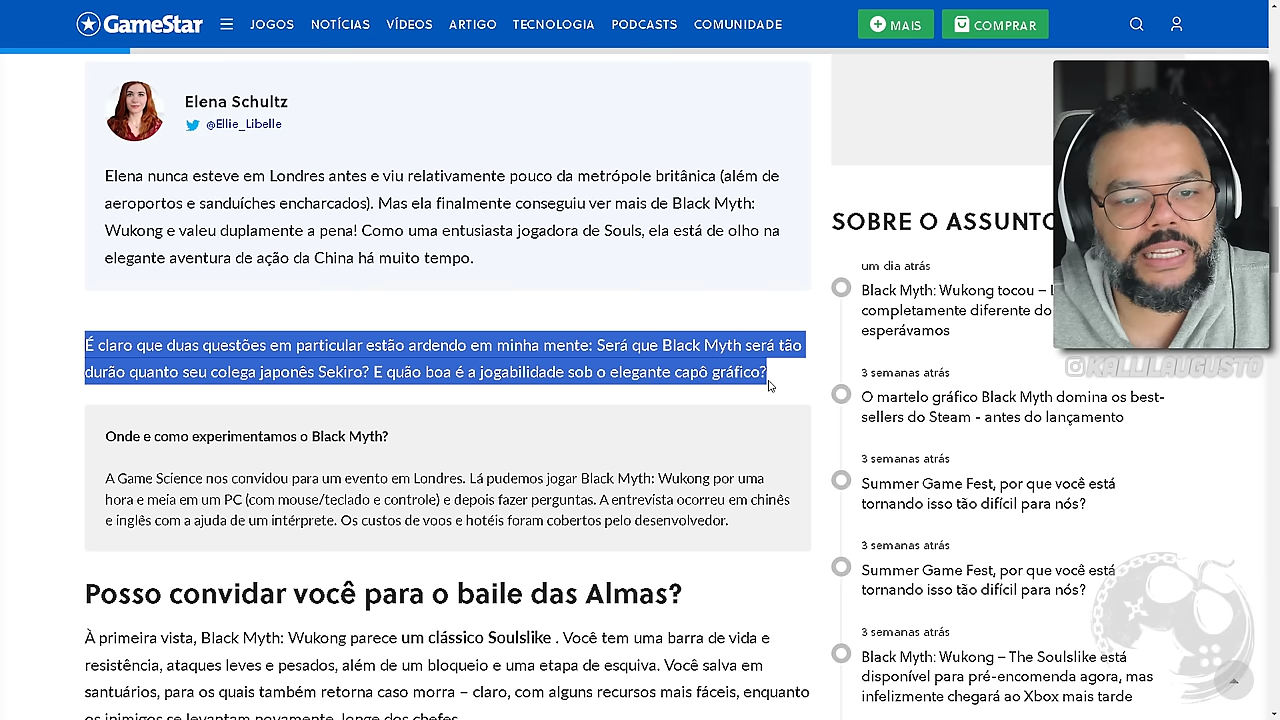 GameStar
JOGOS NOTÍCIAS VÍDEOS ARTIGO TECNOLOGIA PODCASTS COMUNIDADE
MAIS COMPRAR
Elena Schultz
@Ellie_Libelle
Elena nunca esteve em Londres antes e viu relativamente pouco da metrópole britânica (além de
aeroportos e sanduíches encharcados). Mas ela finalmente conseguiu ver mais de Black Myth:
Wukong e valeu duplamente a pena! Como uma entusiasta jogadora de Souls, ela está de olho na
elegante aventura de ação da China há muito tempo.
É claro que duas questões em particular estão ardendo em minha mente: Será que Black Myth será tão
durão quanto seu colega japonês Sekiro? E quão boa é a jogabilidade sob o elegante capô gráfico?
Onde e como experimentamos o Black Myth?
A Game Science nos convidou para um evento em Londres. Lá pudemos jogar Black Myth: Wukong por uma
hora e meia em um PC (com mouse/teclado e controle) e depois fazer perguntas. A entrevista ocorreu em chinês
e inglês com a ajuda de um intérprete. Os custos de voos e hotéis foram cobertos pelo desenvolvedor.
Posso convidar você para o baile das Almas?
À primeira vista, Black Myth: Wukong parece um clássico Soulslike . Você tem uma barra de vida e
resistência, ataques leves e pesados, além de um bloqueio e uma etapa de esquiva. Você salva em
santuários, para os quais também retorna caso morra – claro, com alguns recursos mais fáceis, enquanto
os inimigos se levantam novamente, longe dos chefes.
SOBRE O ASSUNTO
um dia atrás
Black Myth: Wukong tocou –
completamente diferente do
esperávamos
3 semanas atrás
O martelo gráfico Black Myth domina os best-
sellers do Steam - antes do lançamento
3 semanas atrás
Summer Game Fest, por que você está
tornando isso tão difícil para nós?
3 semanas atrás
Summer Game Fest, por que você está
tornando isso tão difícil para nós?
3 semanas atrás
Black Myth: Wukong – The Soulslike está
disponível para pré-encomenda agora, mas
infelizmente chegará ao Xbox mais tarde
@KALLILAUGUSTO